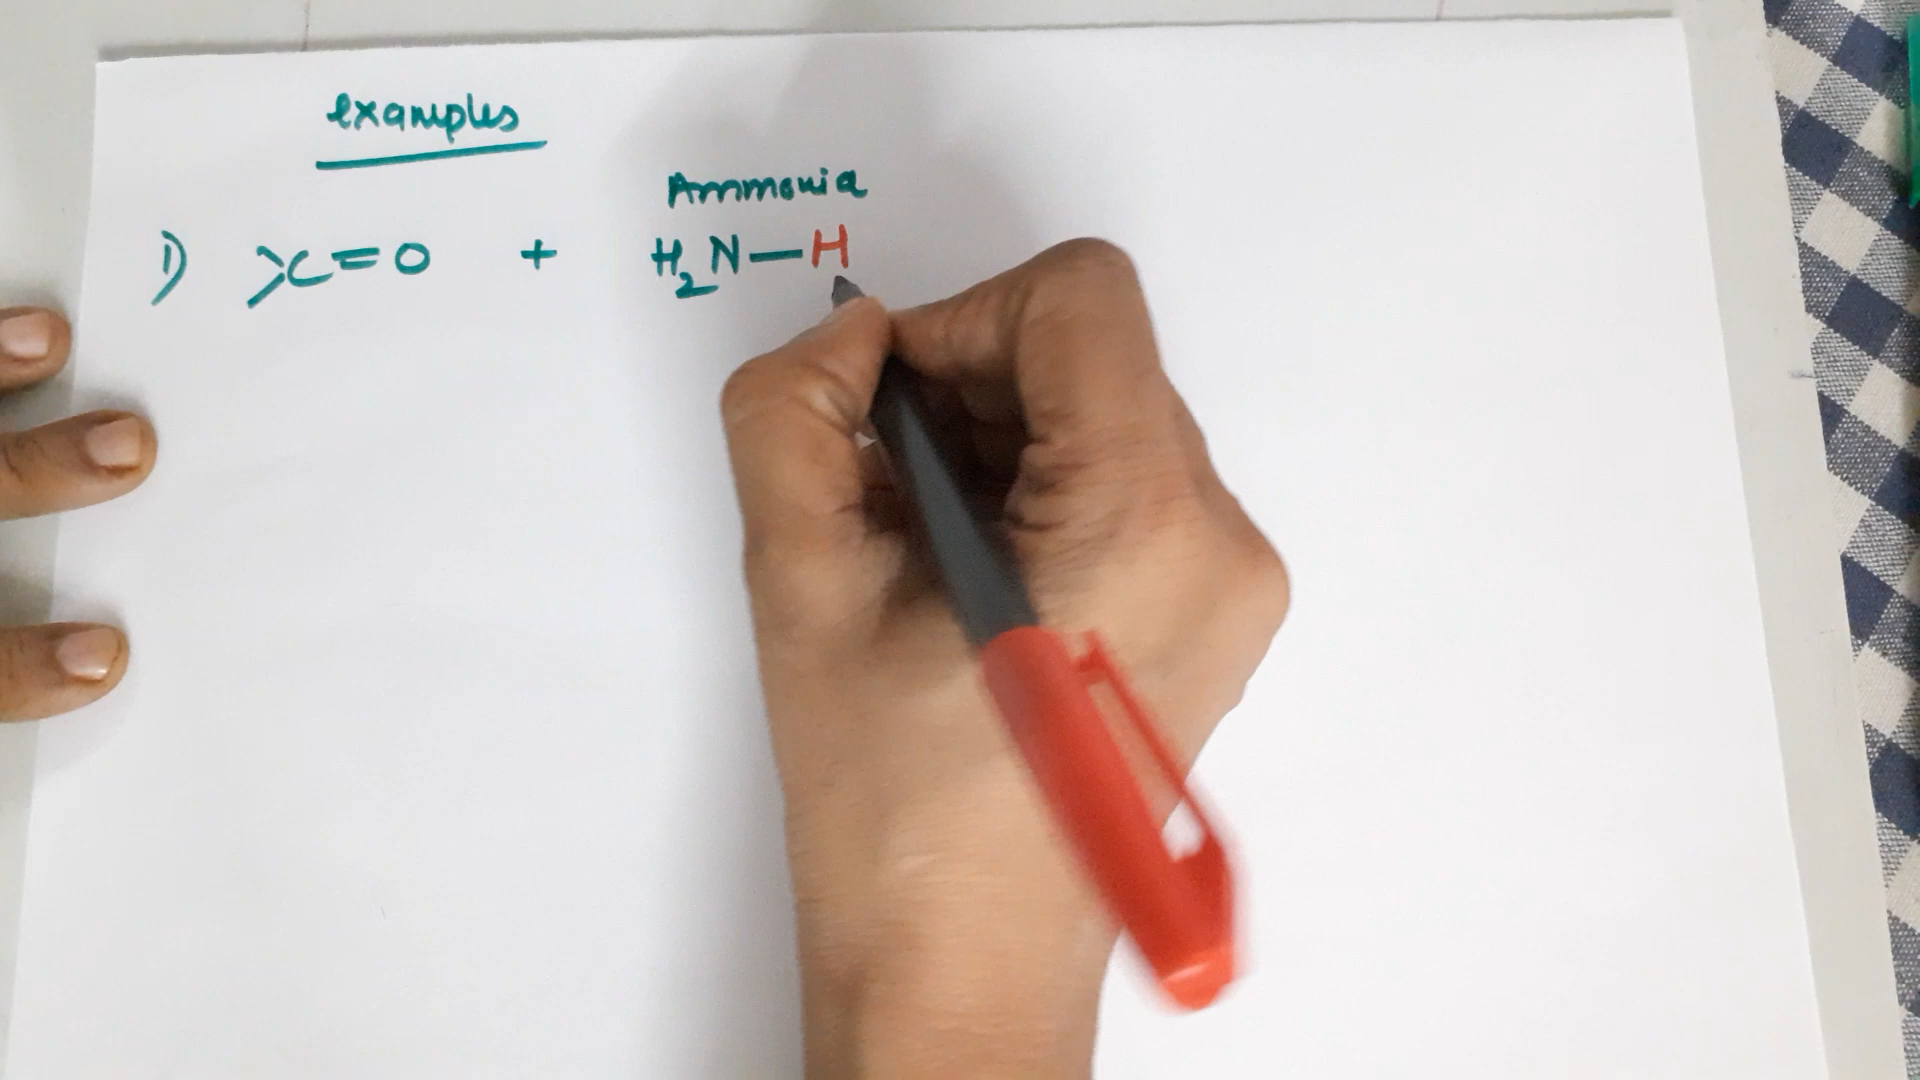 examples
Ammonia
1) >C=O + H₂N—H